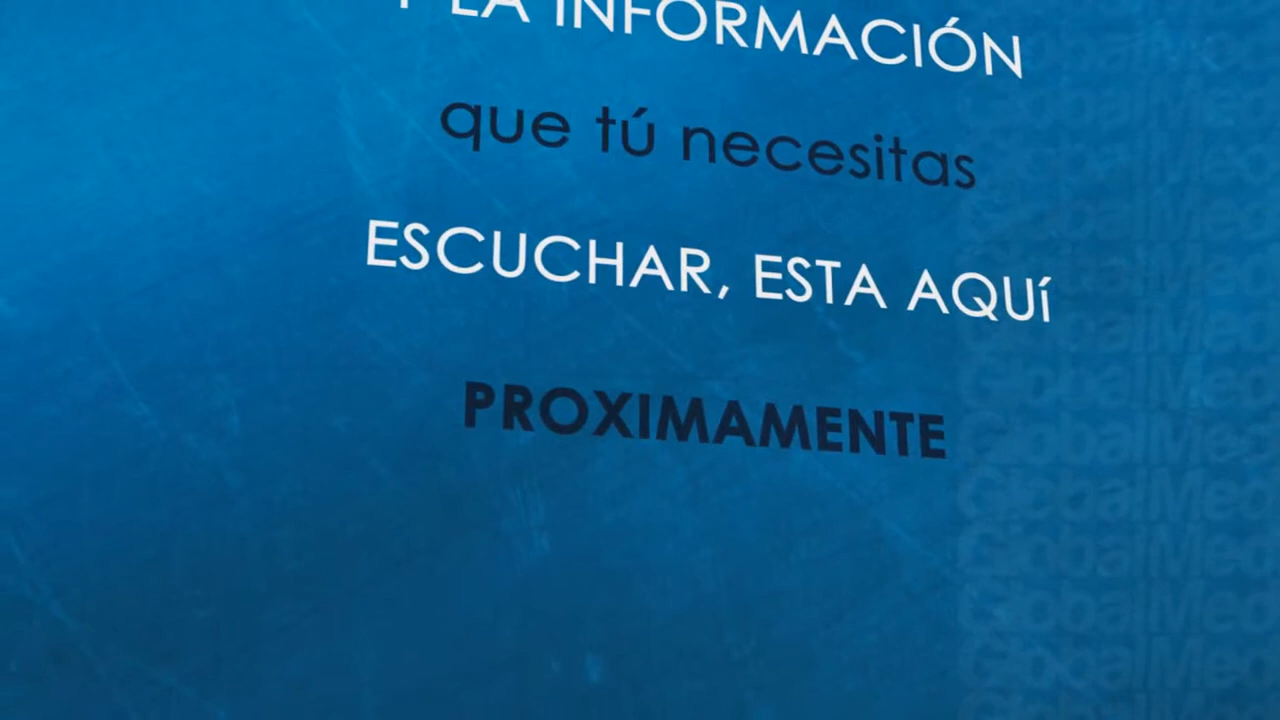 Y LA INFORMACIÓN
que tú necesitas
ESCUCHAR, ESTA AQUí
PROXIMAMENTE